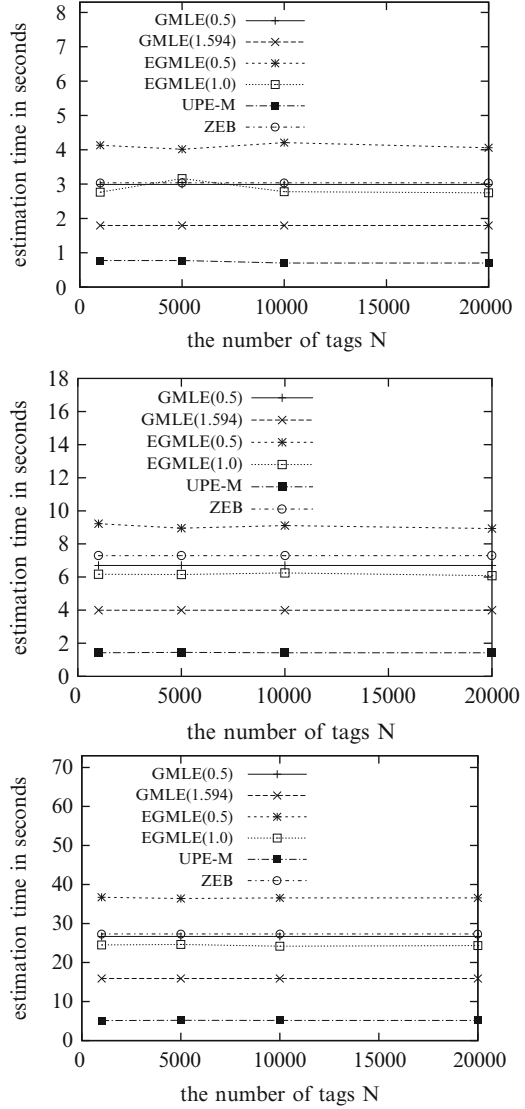 estimation time in seconds
8
7
6
5
4
3
2
1
0
GMLE(0.5)
GMLE(1.594)
EGMLE(0.5)
EGMLE(1.0)
UPE-M
ZEB
0 5000 10000 15000 20000
the number of tags N
estimation time in seconds
18
16
14
12
10
8
6
4
2
0
GMLE(0.5)
GMLE(1.594)
EGMLE(0.5)
EGMLE(1.0)
UPE-M
ZEB
0 5000 10000 15000 20000
the number of tags N
estimation time in seconds
70
60
50
40
30
20
10
0
GMLE(0.5)
GMLE(1.594)
EGMLE(0.5)
EGMLE(1.0)
UPE-M
ZEB
0 5000 10000 15000 20000
the number of tags N